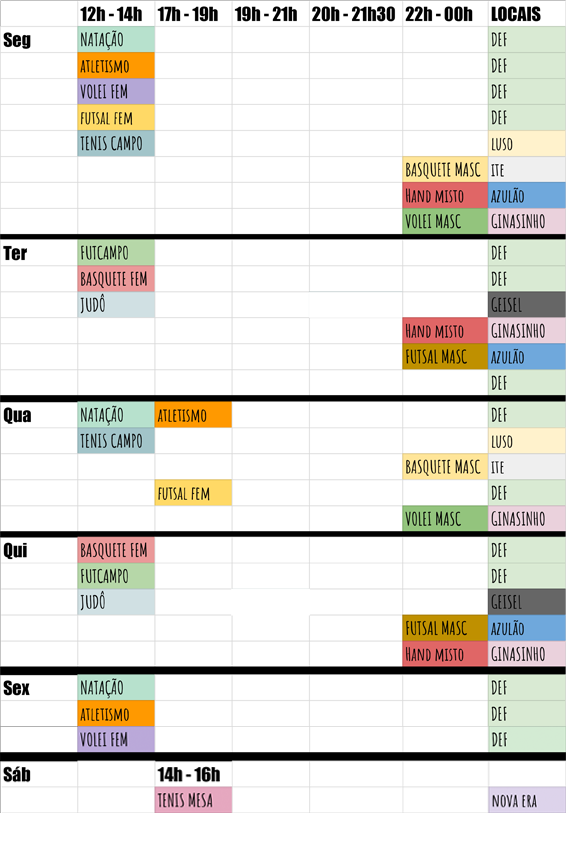 12h - 14h 17h - 19h 19h - 21h 20h - 21h30 22h - 00h LOCAIS
Seg NATAÇÃO DEF
ATLETISMO DEF
VOLEI FEM DEF
FUTSAL FEM DEF
TENIS CAMPO LUSO
BASQUETE MASC ITE
HAND MISTO AZULÃO
VOLEI MASC GINASINHO
Ter FUTCAMPO DEF
BASQUETE FEM DEF
JUDÔ GEISEL
HAND MISTO GINASINHO
FUTSAL MASC AZULÃO
DEF
Qua NATAÇÃO ATLETISMO DEF
TENIS CAMPO LUSO
BASQUETE MASC ITE
FUTSAL FEM DEF
VOLEI MASC GINASINHO
Qui BASQUETE FEM DEF
FUTCAMPO DEF
JUDÔ GEISEL
FUTSAL MASC AZULÃO
HAND MISTO GINASINHO
Sex NATAÇÃO DEF
ATLETISMO DEF
VOLEI FEM DEF
Sáb 14h - 16h
TENIS MESA NOVA ERA